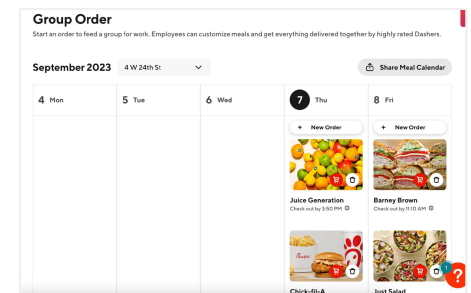 Group Order
Start an order to feed a group for work. Employees can customize meals and get everything delivered together by highly rated Dashers.
September 2023
4 W 24th St
Share Meal Calendar
4 Mon
5 Tue
6 Wed
7 Thu
8 Fri
+ New Order
+ New Order
Juice Generation
Check out by 3:50 PM
Barney Brown
Check out by 11:10 AM
Chick-fil-A
Just Salad
1
?